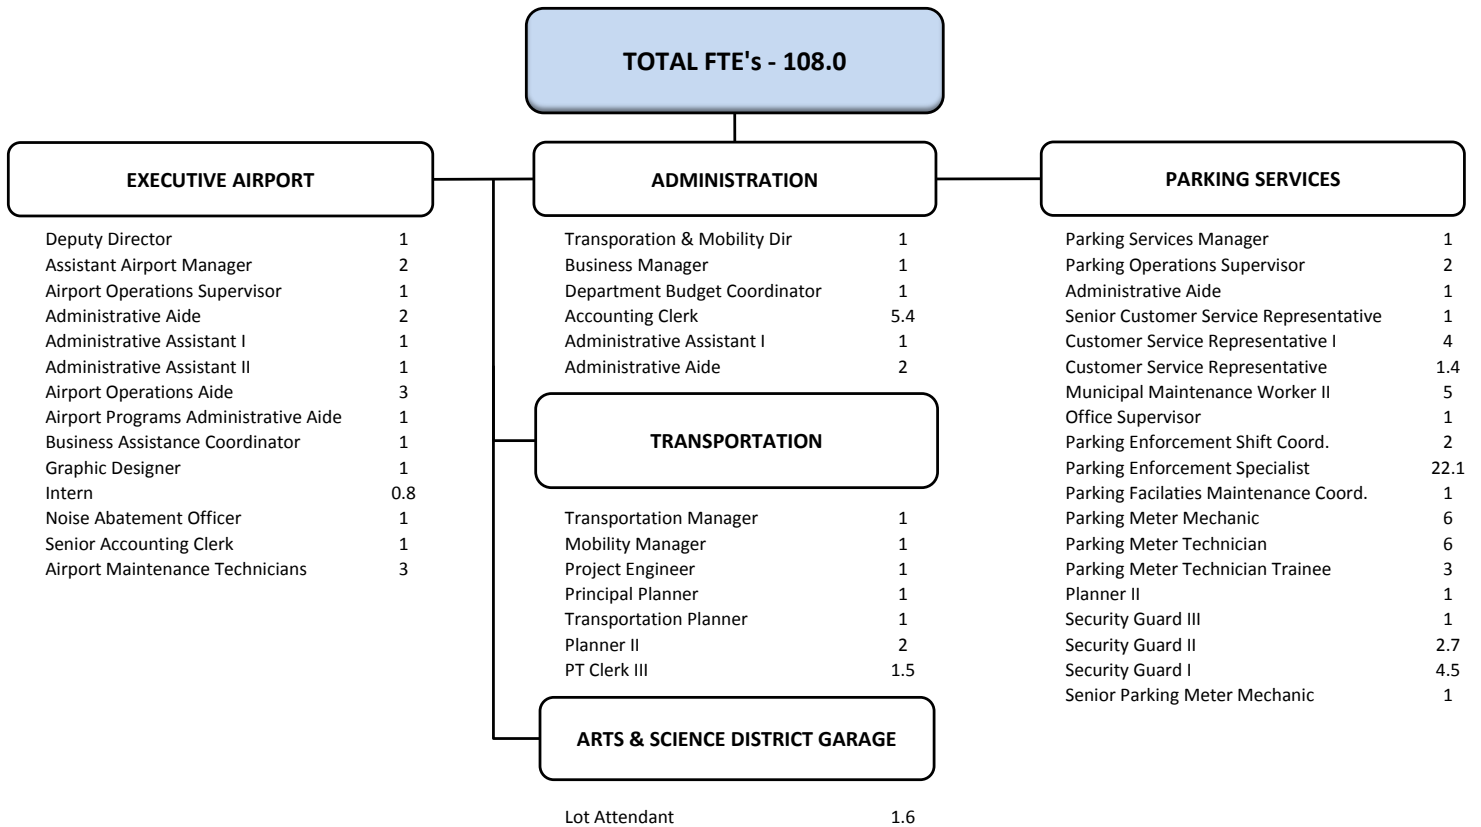 TOTAL FTE's - 108.0
EXECUTIVE AIRPORT
Deputy Director 1
Assistant Airport Manager 2
Airport Operations Supervisor 1
Administrative Aide 2
Administrative Assistant I 1
Administrative Assistant II 1
Airport Operations Aide 3
Airport Programs Administrative Aide 1
Business Assistance Coordinator 1
Graphic Designer 1
Intern 0.8
Noise Abatement Officer 1
Senior Accounting Clerk 1
Airport Maintenance Technicians 3
ADMINISTRATION
Transporation & Mobility Dir 1
Business Manager 1
Department Budget Coordinator 1
Accounting Clerk 5.4
Administrative Assistant I 1
Administrative Aide 2
TRANSPORTATION
Transportation Manager 1
Mobility Manager 1
Project Engineer 1
Principal Planner 1
Transportation Planner 1
Planner II 2
PT Clerk III 1.5
ARTS & SCIENCE DISTRICT GARAGE
Lot Attendant 1.6
PARKING SERVICES
Parking Services Manager 1
Parking Operations Supervisor 2
Administrative Aide 1
Senior Customer Service Representative 1
Customer Service Representative I 4
Customer Service Representative 1.4
Municipal Maintenance Worker II 5
Office Supervisor 1
Parking Enforcement Shift Coord. 2
Parking Enforcement Specialist 22.1
Parking Facilaties Maintenance Coord. 1
Parking Meter Mechanic 6
Parking Meter Technician 6
Parking Meter Technician Trainee 3
Planner II 1
Security Guard III 1
Security Guard II 2.7
Security Guard I 4.5
Senior Parking Meter Mechanic 1